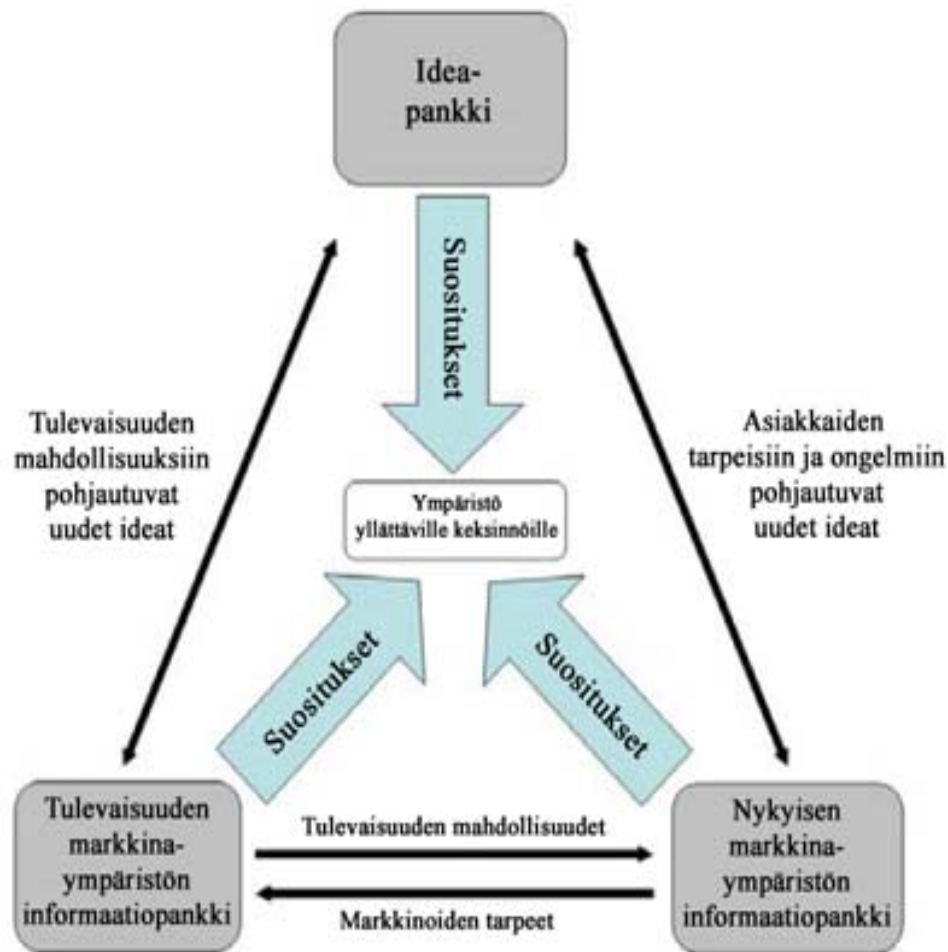 Idea-
pankki
Suositukset
Tulevaisuuden
mahdollisuuksiin
pohjautuvat
uudet ideat
Asiakkaiden
tarpeisiin ja ongelmiin
pohjautuvat
uudet ideat
Ympäristö
yllättäville keksinnöille
Suositukset
Suositukset
Tulevaisuuden
markkina-
ympäristön
informaatiopankki
Tulevaisuuden mahdollisuudet
Markkinoiden tarpeet
Nykyisen
markkina-
ympäristön
informaatiopankki